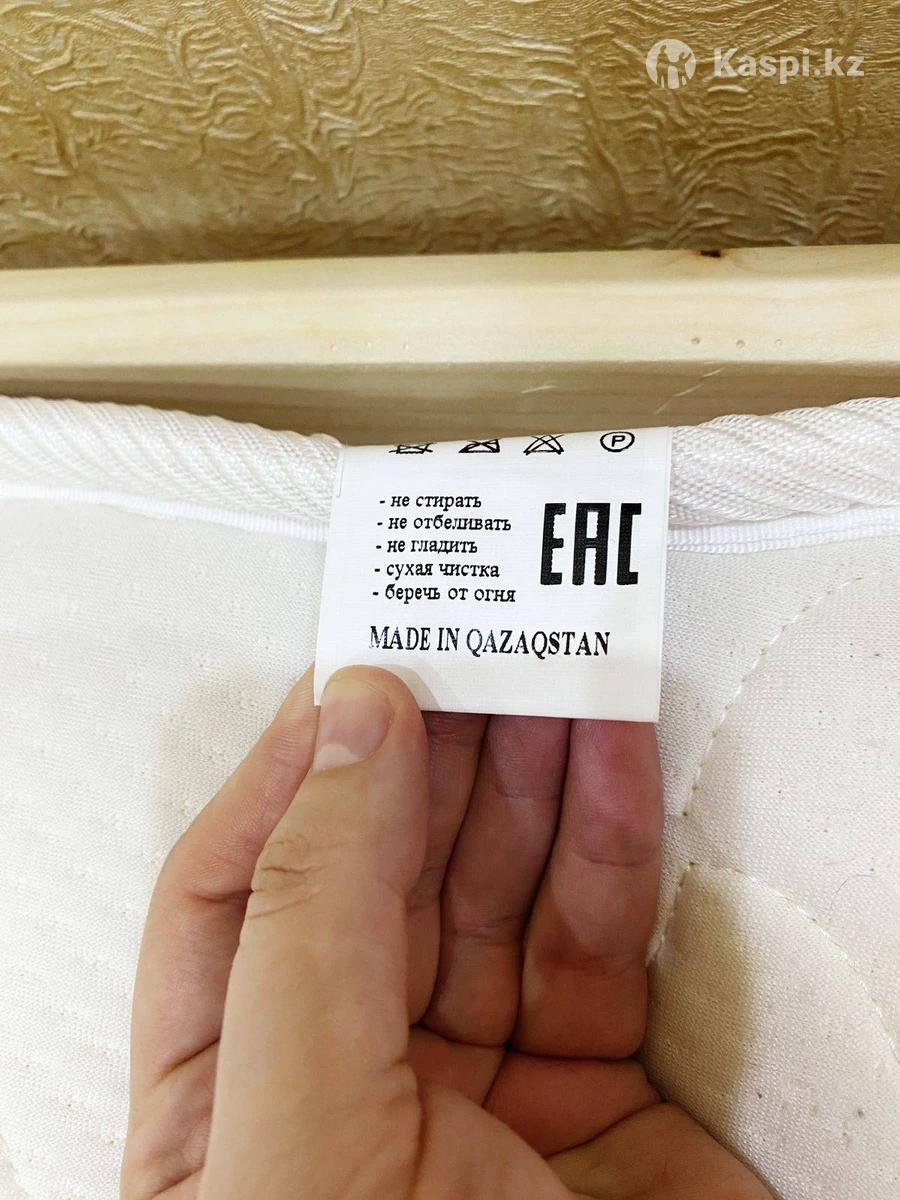 Kaspi.kz
P
- не стирать
- не отбеливать
- не гладить
- сухая чистка
- беречь от огня
EAC
MADE IN QAZAQSTAN